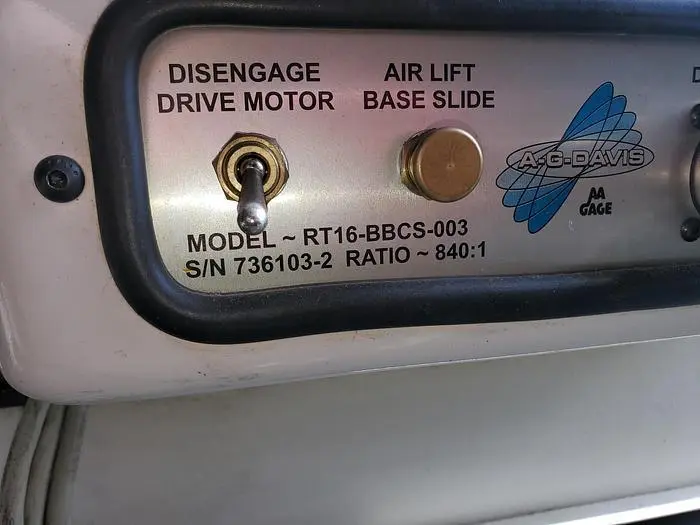 DISENGAGE
DRIVE MOTOR
AIR LIFT
BASE SLIDE
A-G-DAVIS
AA
GAGE
MODEL ~ RT16-BBCS-003
S/N 736103-2 RATIO ~ 840:1